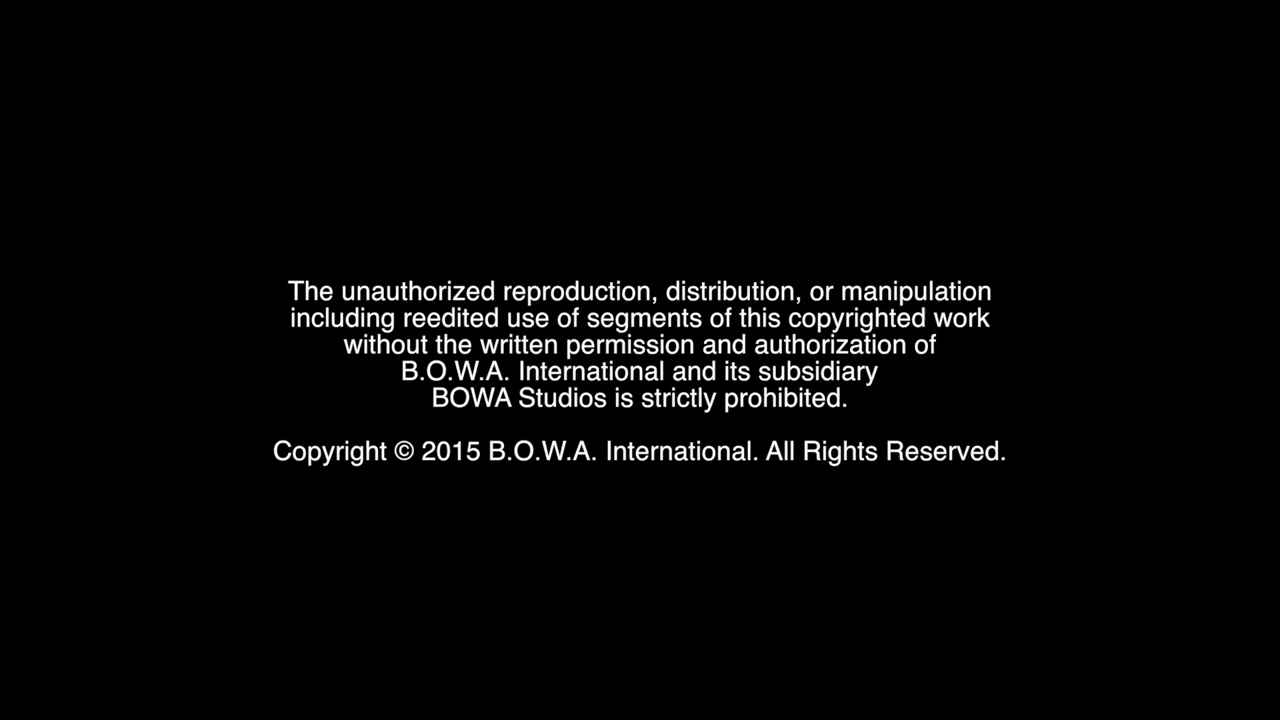 The unauthorized reproduction, distribution, or manipulation
including reedited use of segments of this copyrighted work
without the written permission and authorization of
B.O.W.A. International and its subsidiary
BOWA Studios is strictly prohibited.
Copyright © 2015 B.O.W.A. International. All Rights Reserved.